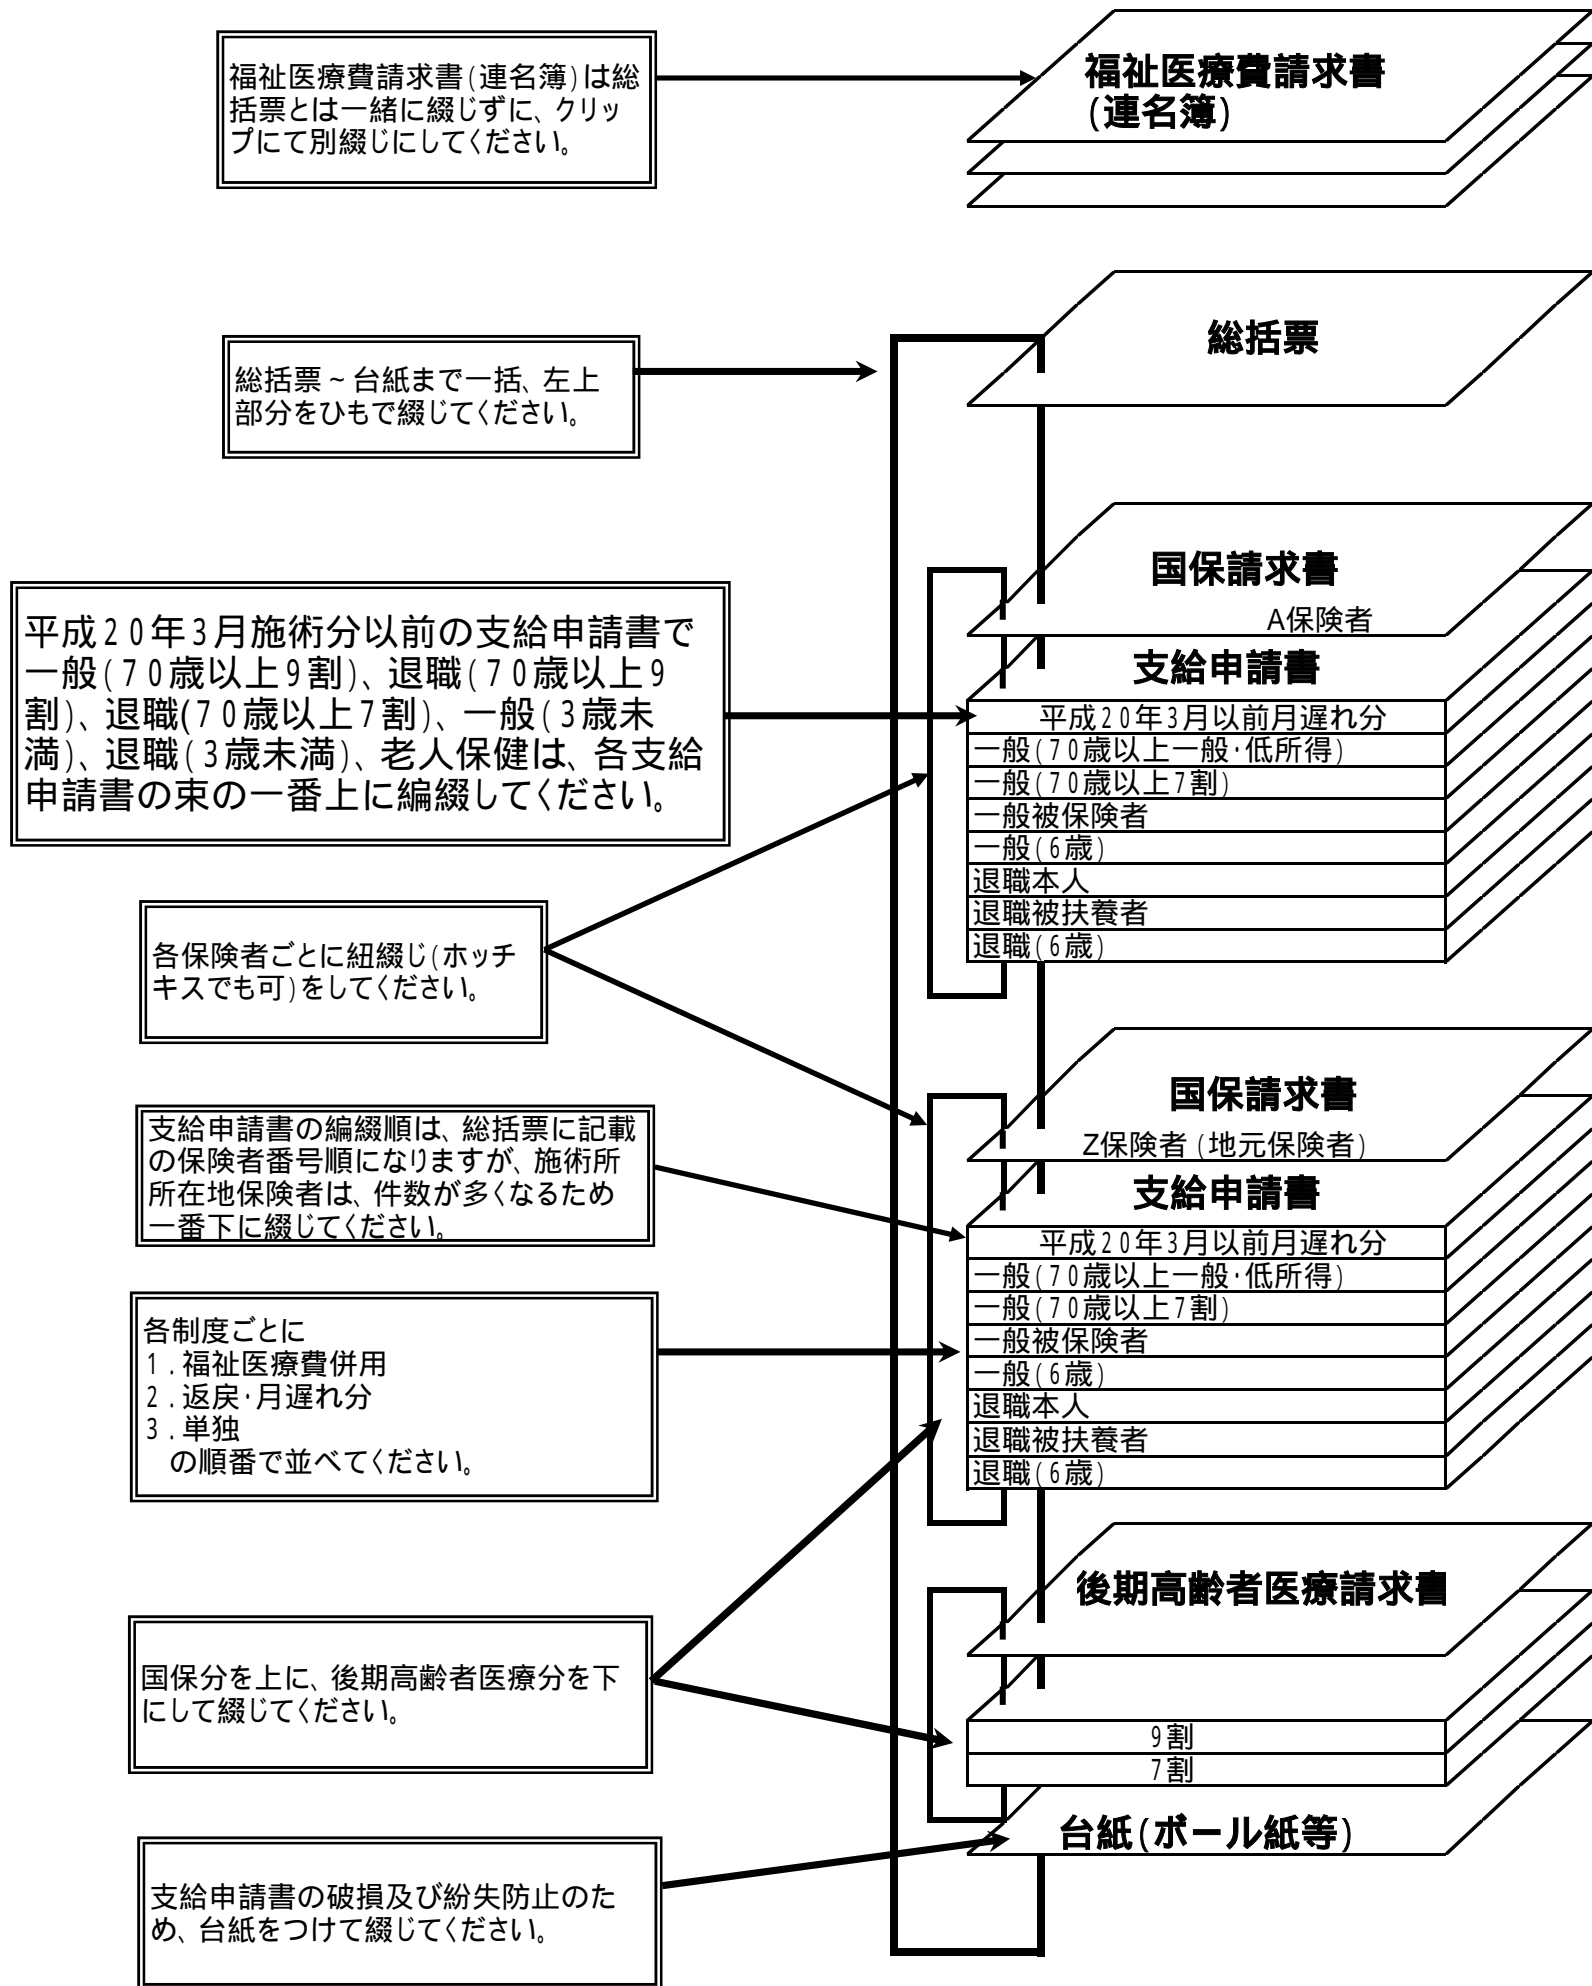 福祉医療費請求書(連名簿)は総
括票とは一緒に綴じずに、クリッ
プにて別綴じにしてください。
福祉医療費請求書
(連名簿)
総括票
総括票~台紙まで一括、左上
部分をひもで綴じてください。
国保請求書
A保険者
支給申請書
平成20年3月施術分以前の支給申請書で
一般(70歳以上9割)、退職(70歳以上9
割)、退職(70歳以上7割)、一般(3歳未
満)、退職(3歳未満)、老人保健は、各支給
申請書の束の一番上に編綴してください。
平成20年3月以前月遅れ分
一般(70歳以上一般・低所得)
一般(70歳以上7割)
一般被保険者
一般(6歳)
退職本人
退職被扶養者
退職(6歳)
各保険者ごとに紐綴じ(ホッチ
キスでも可)をしてください。
国保請求書
Z保険者(地元保険者)
支給申請書
支給申請書の編綴順は、総括票に記載
の保険者番号順になりますが、施術所
所在地保険者は、件数が多くなるため
一番下に綴じてください。
平成20年3月以前月遅れ分
一般(70歳以上一般・低所得)
一般(70歳以上7割)
一般被保険者
一般(6歳)
退職本人
退職被扶養者
退職(6歳)
各制度ごとに
1.福祉医療費併用
2.返戻・月遅れ分
3.単独
の順番で並べてください。
後期高齢者医療請求書
国保分を上に、後期高齢者医療分を下
にして綴じてください。
9割
7割
台紙(ボール紙等)
支給申請書の破損及び紛失防止のた
め、台紙をつけて綴じてください。